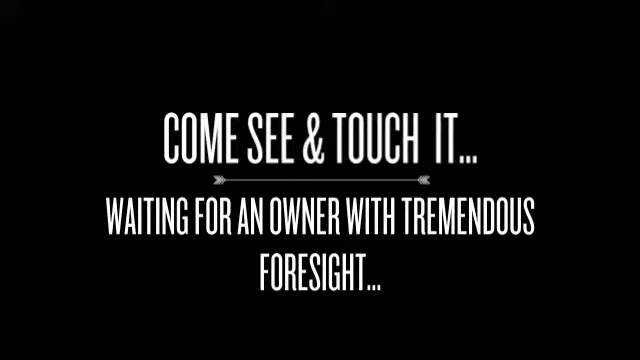 COME SEE & TOUCH IT...
WAITING FOR AN OWNER WITH TREMENDOUS
FORESIGHT...